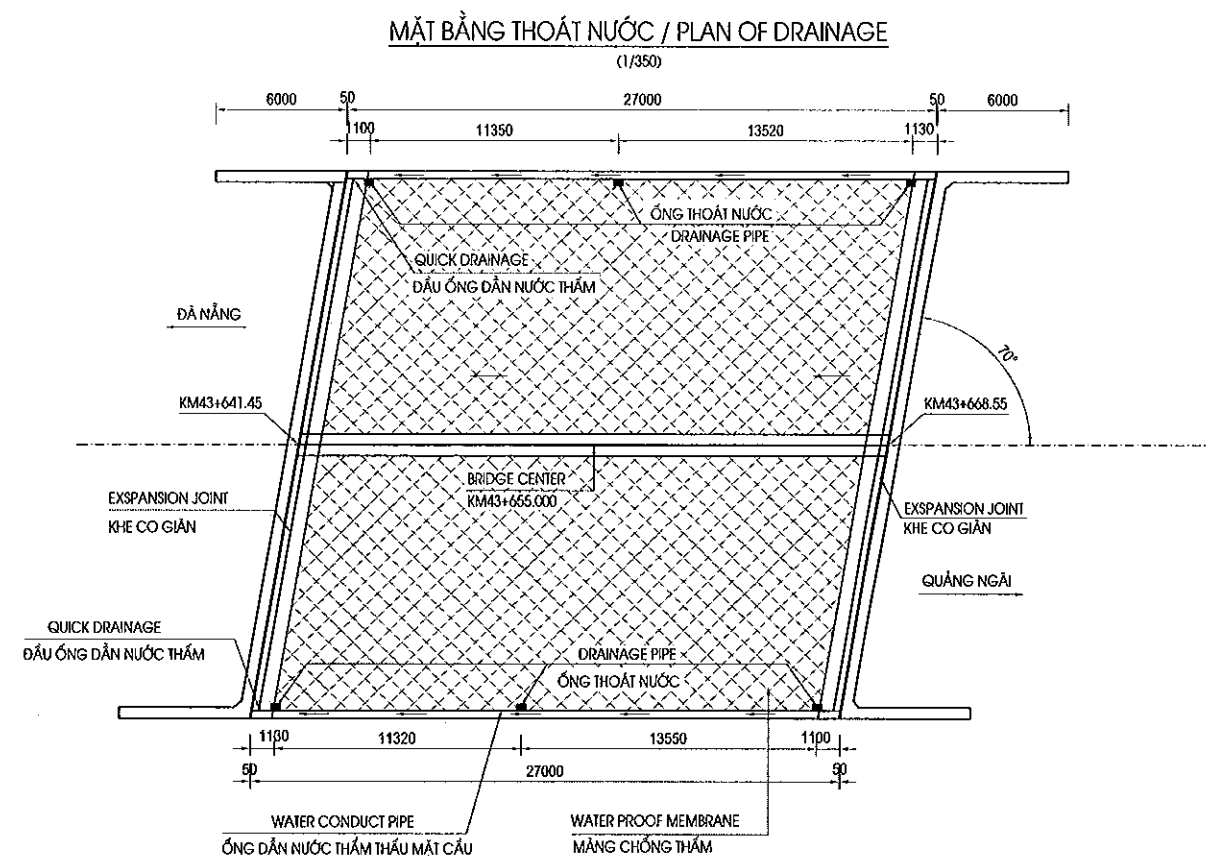 MẶT BẰNG THOÁT NƯỚC / PLAN OF DRAINAGE
(1/350)
6000 50 27000 50 6000
1100 11350 13520 1130
ỐNG THOÁT NƯỚC
DRAINAGE PIPE
QUICK DRAINAGE
ĐẦU ỐNG DẪN NƯỚC THẤM
ĐÀ NẴNG
70°
KM43+641.45
KM43+668.55
BRIDGE CENTER
KM43+655.000
EXSPANSION JOINT
KHE CO GIÃN
EXSPANSION JOINT
KHE CO GIÃN
QUẢNG NGÃI
QUICK DRAINAGE
ĐẦU ỐNG DẪN NƯỚC THẤM
DRAINAGE PIPE
ỐNG THOÁT NƯỚC
1130 11320 13550 1100
50 27000 50
WATER CONDUCT PIPE
ỐNG DẪN NƯỚC THẨM THẤU MẶT CẦU
WATER PROOF MEMBRANE
MÀNG CHỐNG THẤM